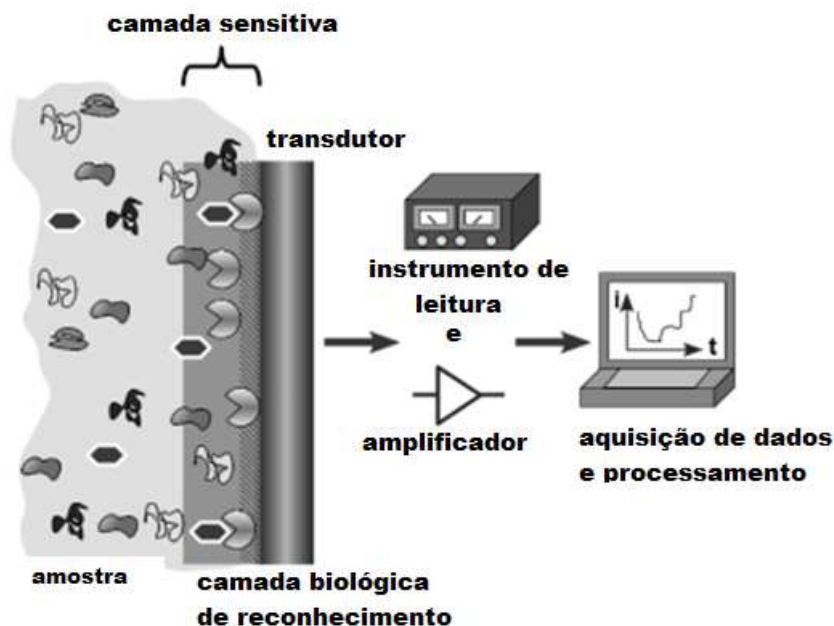 camada sensitiva
transdutor
instrumento de
leitura
e
amplificador
i
t
aquisição de dados
e processamento
amostra
camada biológica
de reconhecimento